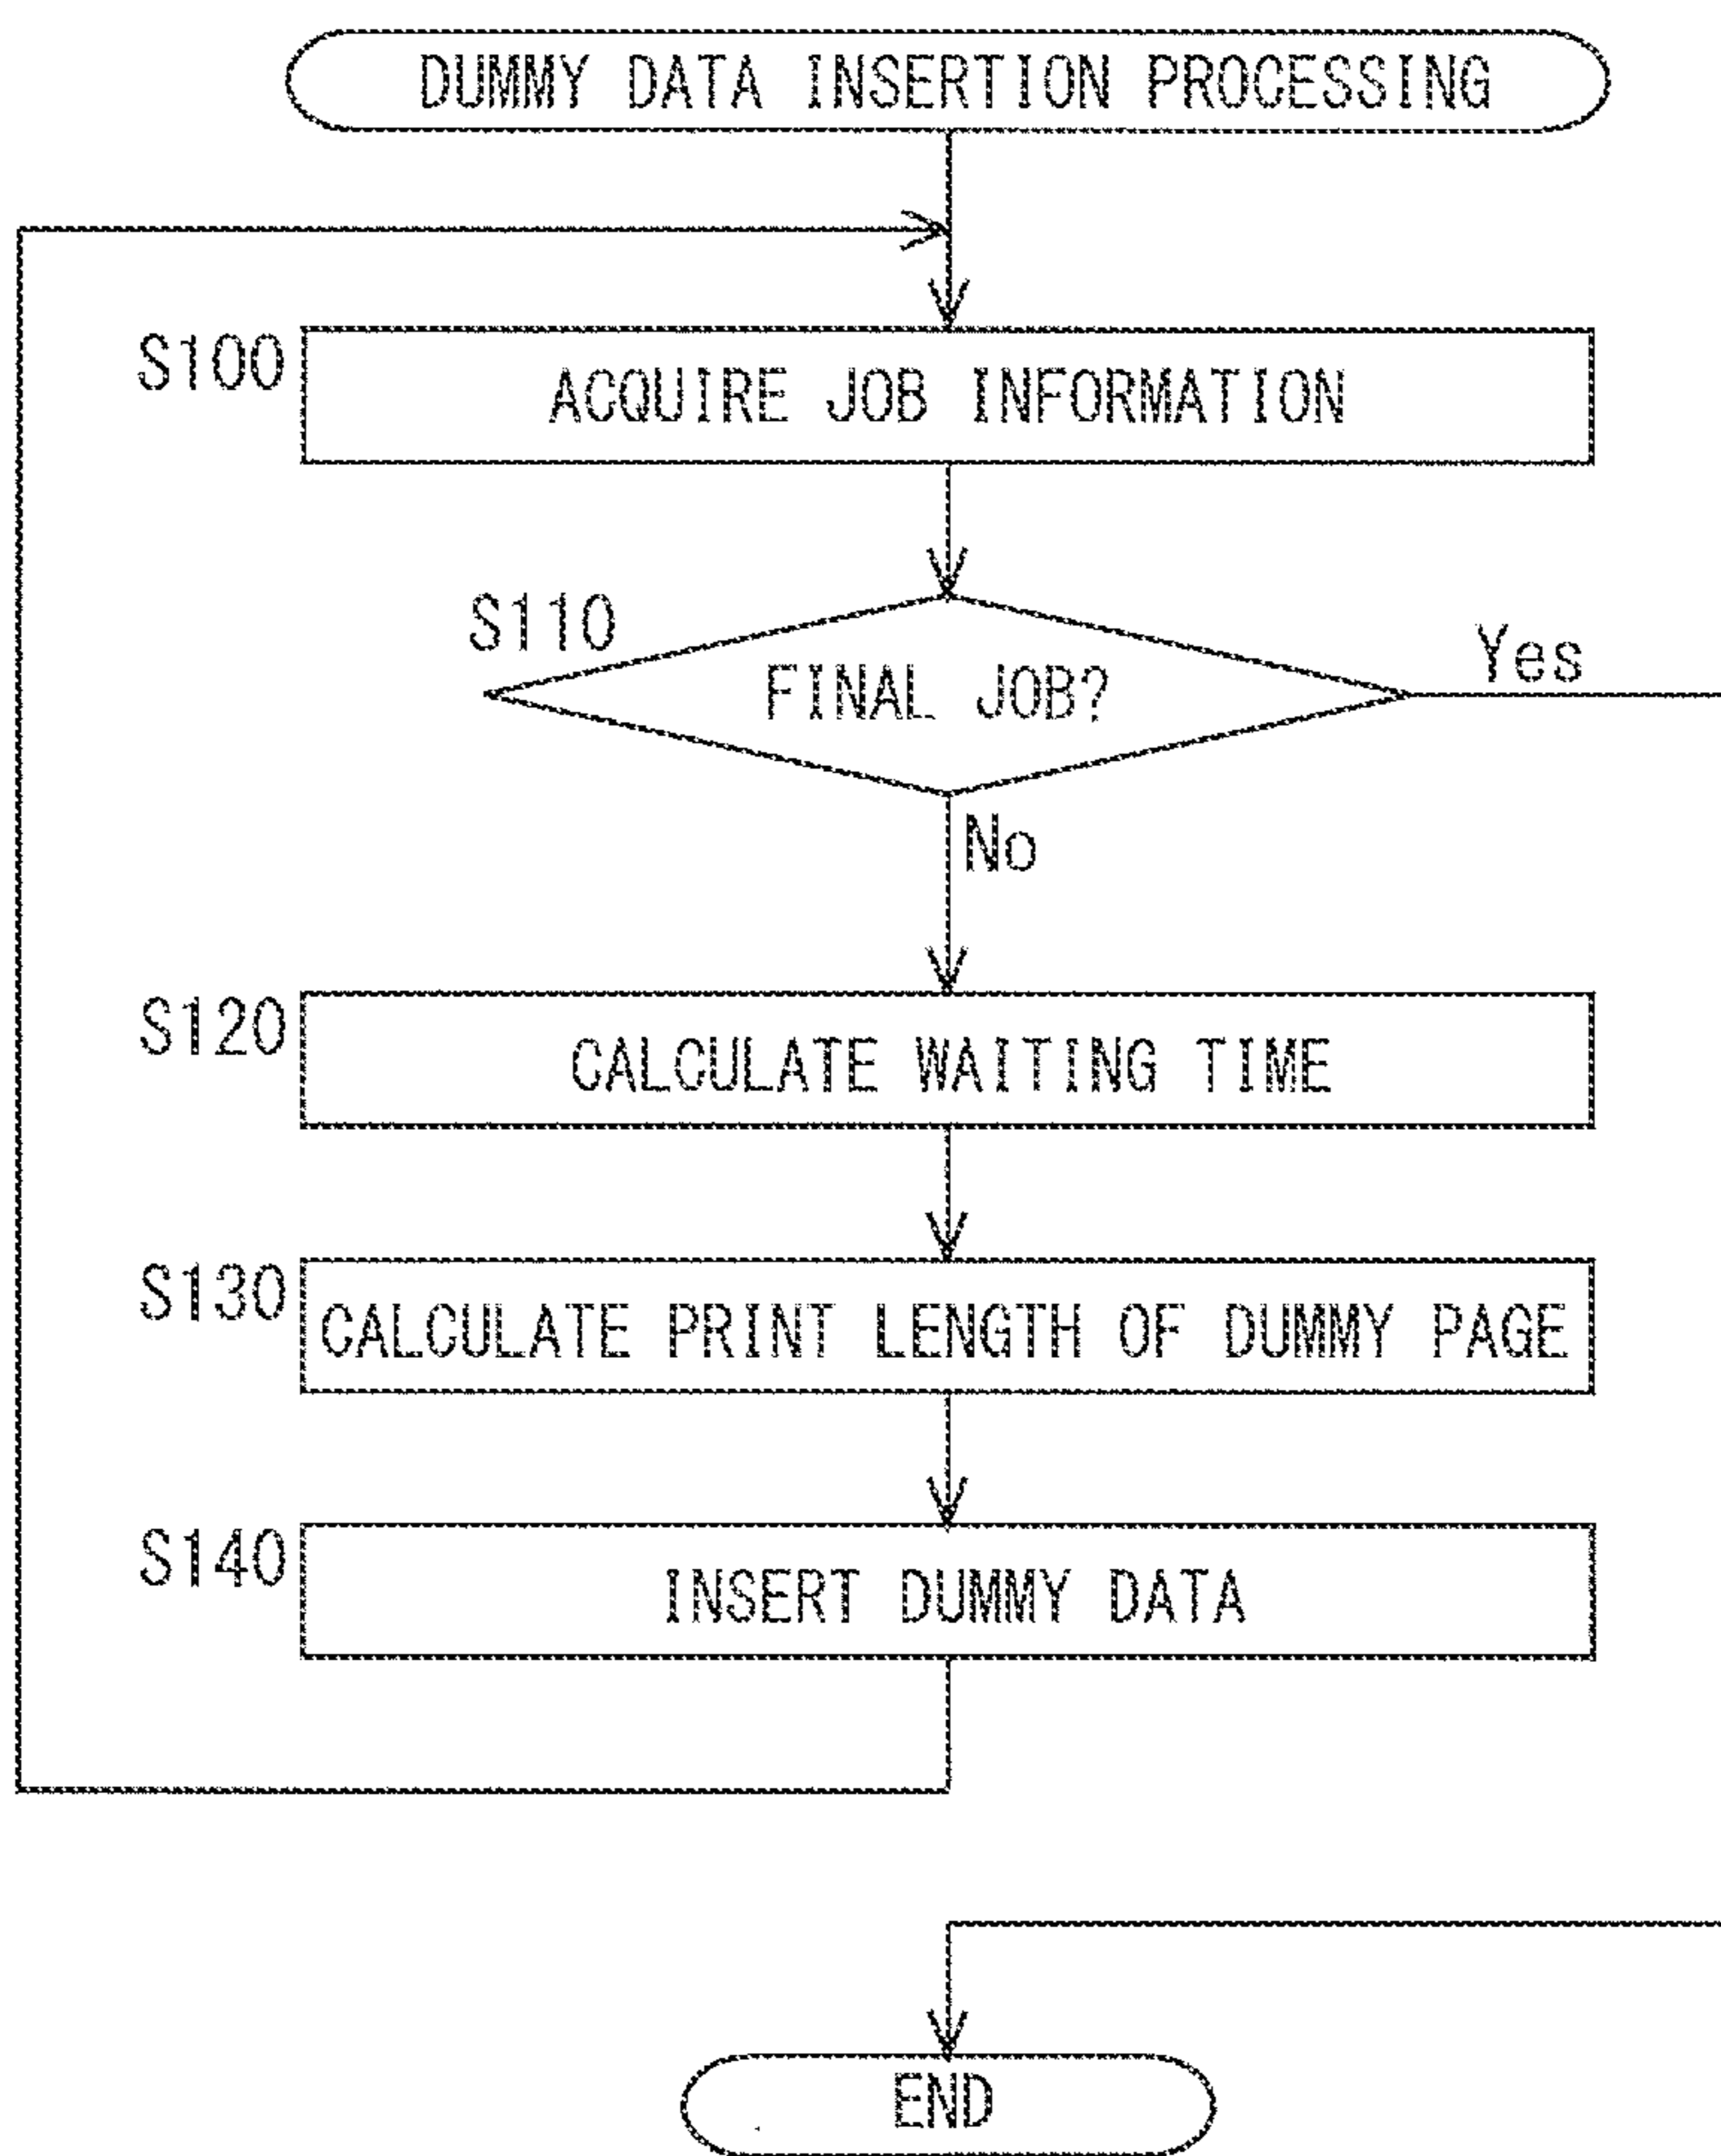 DUMMY DATA INSERTION PROCESSING
S100
ACQUIRE JOB INFORMATION
S110
FINAL JOB?
Yes
No
S120
CALCULATE WAITING TIME
S130
CALCULATE PRINT LENGTH OF DUMMY PAGE
S140
INSERT DUMMY DATA
END